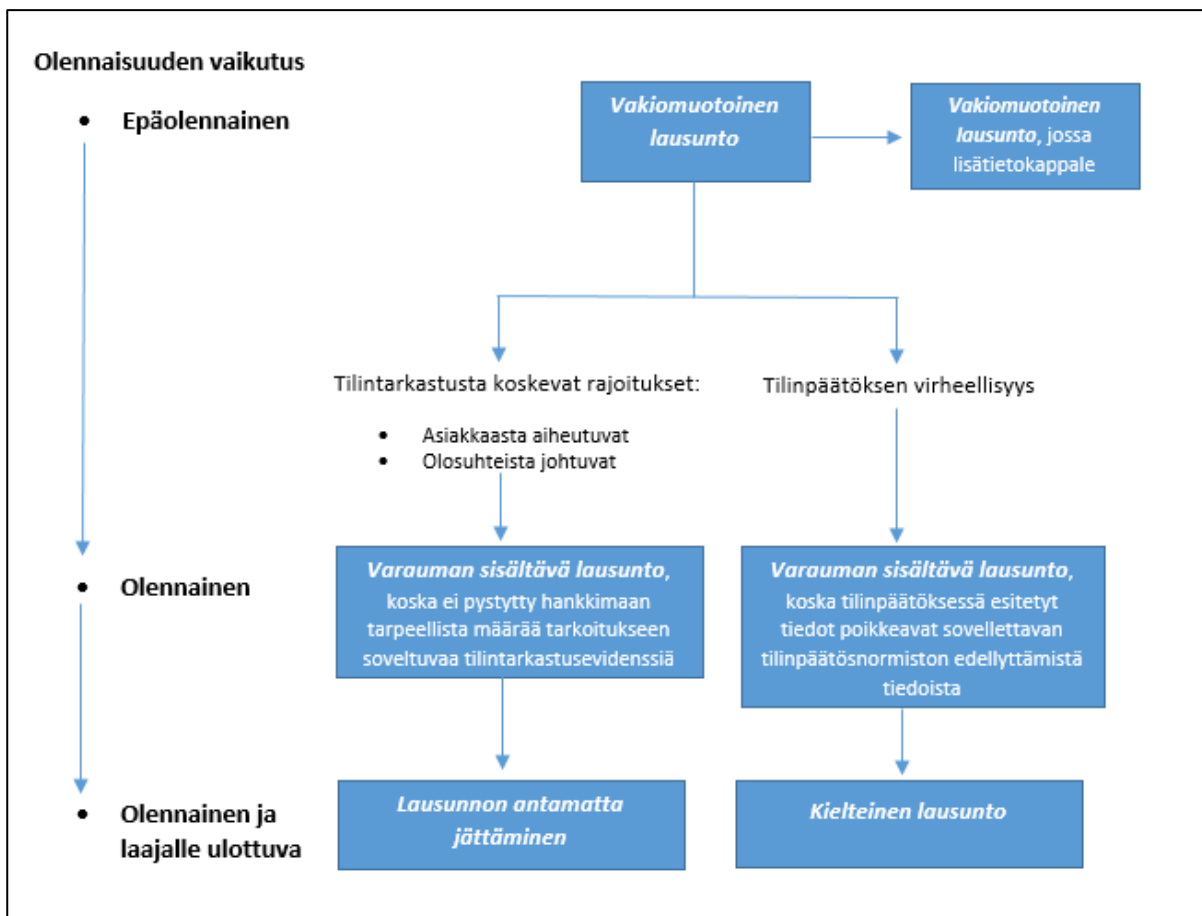 Olennaisuuden vaikutus
• Epäolennainen
Vakiomuotoinen
lausunto
Vakiomuotoinen
lausunto, jossa
lisätietokappale
Tilintarkastusta koskevat rajoitukset:
• Asiakkaasta aiheutuvat
• Olosuhteista johtuvat
Tilinpäätöksen virheellisyys
• Olennainen
Varauman sisältävä lausunto,
koska ei pystytty hankkimaan
tarpeellista määrää tarkoitukseen
soveltuvaa tilintarkastusevidenssiä
Varauman sisältävä lausunto,
koska tilinpäätöksessä esitetyt
tiedot poikkeavat sovellettavan
tilinpäätösnormiston edellyttämistä
tiedoista
• Olennainen ja
laajalle ulottuva
Lausunnon antamatta
jättäminen
Kielteinen lausunto